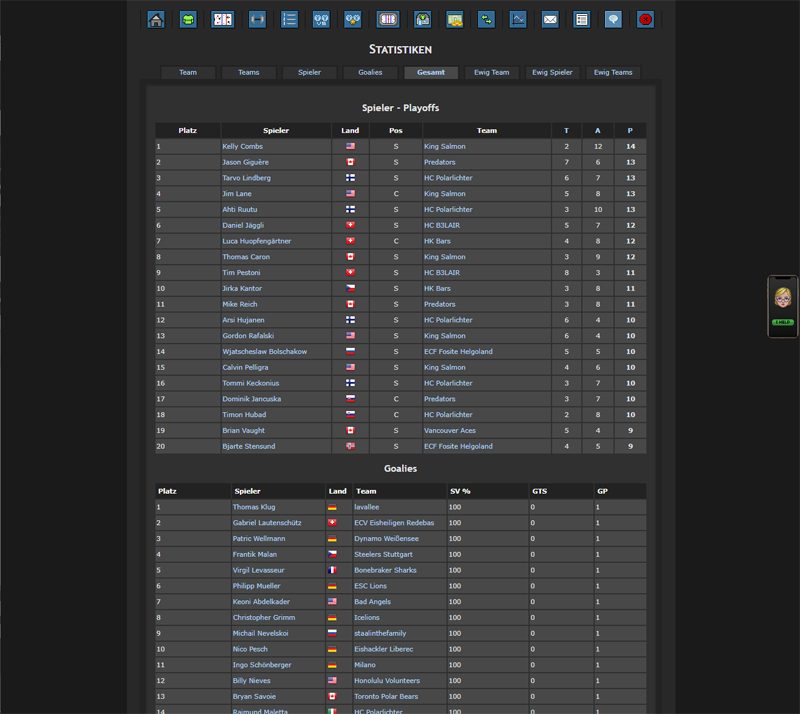 STATISTIKEN
Team Teams Spieler Goalies Gesamt Ewig Team Ewig Spieler Ewig Teams
Spieler - Playoffs
Platz Spieler Land Pos Team T A P
1 Kelly Combs S King Salmon 2 12 14
2 Jason Giguère S Predators 7 6 13
3 Tarvo Lindberg S HC Polarlichter 6 7 13
4 Jim Lane C King Salmon 5 8 13
5 Ahti Ruutu S HC Polarlichter 3 10 13
6 Daniel Jäggli S HC B3LAIR 5 7 12
7 Luca Huopfengärtner C HK Bars 4 8 12
8 Thomas Caron S King Salmon 3 9 12
9 Tim Pestoni S HC B3LAIR 8 3 11
10 Jirka Kantor S HK Bars 3 8 11
11 Mike Reich S Predators 3 8 11
12 Arsi Hujanen S HC Polarlichter 6 4 10
13 Gordon Rafalski S King Salmon 6 4 10
14 Wjatscheslaw Bolschakow S ECF Fosite Helgoland 5 5 10
15 Calvin Pelligra S King Salmon 4 6 10
16 Tommi Keckonius S HC Polarlichter 3 7 10
17 Dominik Jancuska C Predators 3 7 10
18 Timon Hubad C HC Polarlichter 2 8 10
19 Brian Vaught S Vancouver Aces 5 4 9
20 Bjarte Stensund S ECF Fosite Helgoland 4 5 9
Goalies
Platz Spieler Land Team SV % GTS GP
1 Thomas Klug lavallee 100 0 1
2 Gabriel Lautenschütz ECV Eisheiligen Redebas 100 0 1
3 Patric Wellmann Dynamo Weißensee 100 0 1
4 Frantik Malan Steelers Stuttgart 100 0 1
5 Virgil Levasseur Bonebraker Sharks 100 0 1
6 Philipp Mueller ESC Lions 100 0 1
7 Keoni Abdelkader Bad Angels 100 0 1
8 Christopher Grimm Icelions 100 0 1
9 Michail Nevelskoi staalinthefamily 100 0 1
10 Nico Pesch Eishackler Liberec 100 0 1
11 Ingo Schönberger Milano 100 0 1
12 Billy Nieves Honolulu Volunteers 100 0 1
13 Bryan Savoie Toronto Polar Bears 100 0 1
14 Raimund Maletta HC Polarlichter 100 0 1